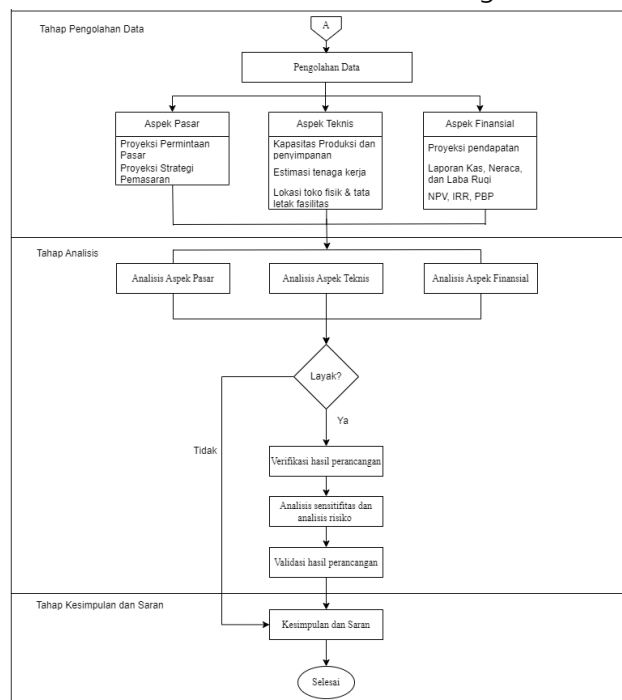 Tahap Pengolahan Data
A
Pengolahan Data
Aspek Pasar
Proyeksi Permintaan
Pasar
Proyeksi Strategi
Pemasaran
Aspek Teknis
Kapasitas Produksi dan
penyimpanan
Estimasi tenaga kerja
Lokasi toko fisik & tata
letak fasilitas
Aspek Finansial
Proyeksi pendapatan
Laporan Kas, Neraca,
dan Laba Rugi
NPV, IRR, PBP
Tahap Analisis
Analisis Aspek Pasar
Analisis Aspek Teknis
Analisis Aspek Finansial
Layak?
Ya
Tidak
Verifikasi hasil perancangan
Analisis sensitifitas dan
analisis risiko
Validasi hasil perancangan
Tahap Kesimpulan dan Saran
Kesimpulan dan Saran
Selesai